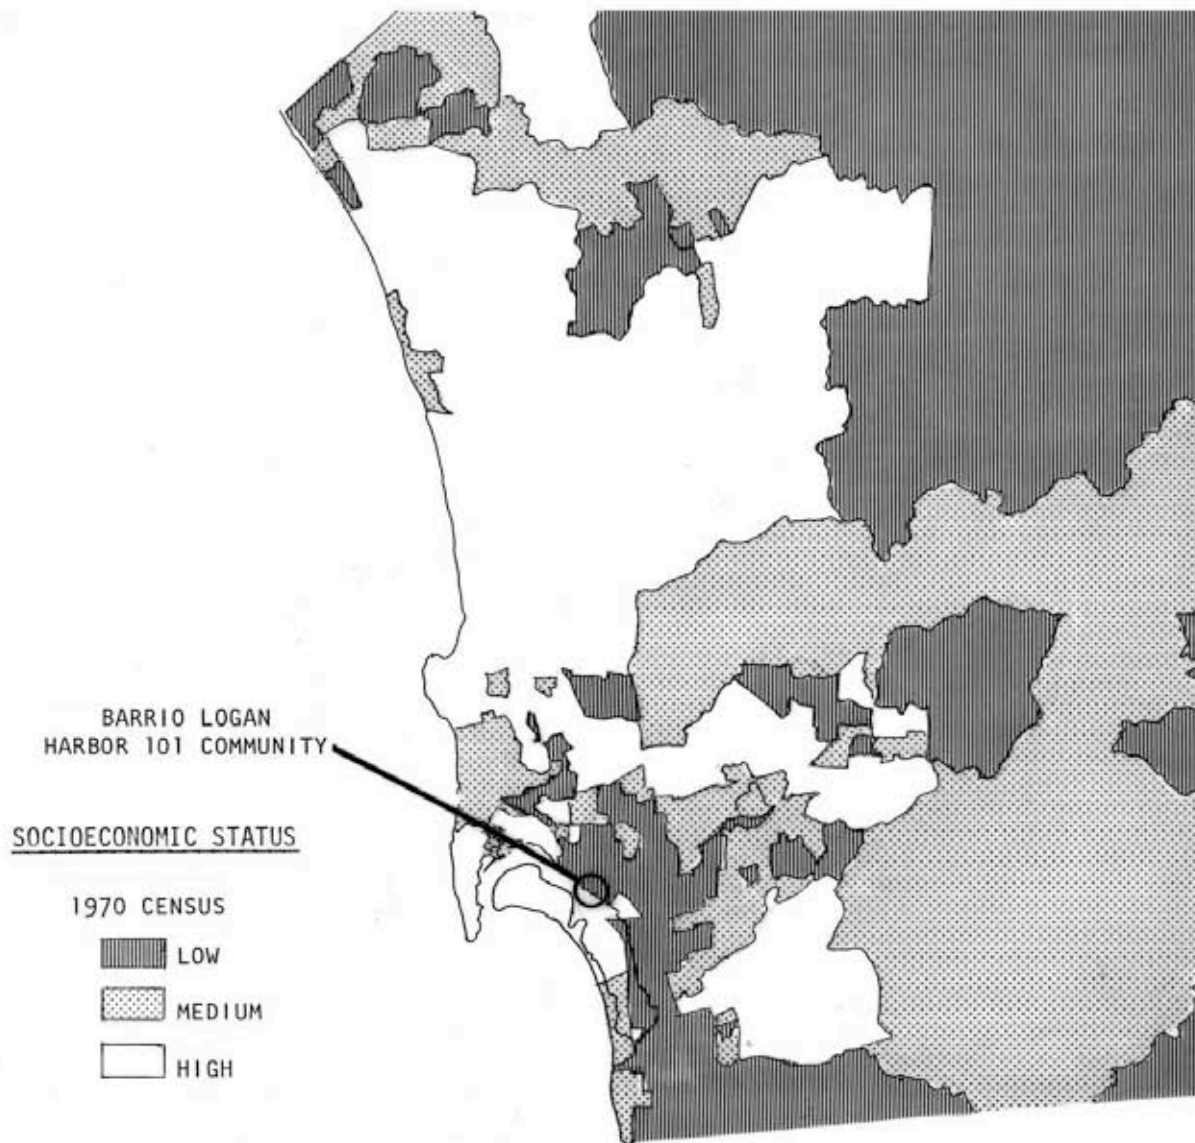 BARRIO LOGAN
HARBOR 101 COMMUNITY
SOCIOECONOMIC STATUS
1970 CENSUS
LOW
MEDIUM
HIGH